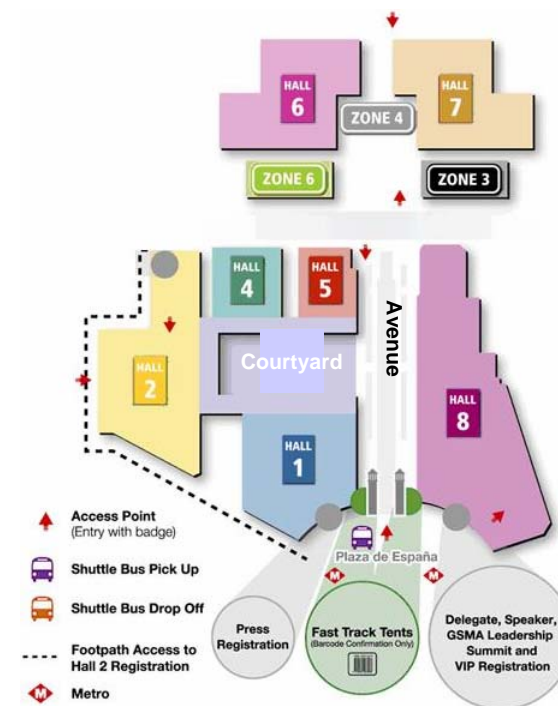 HALL
6
HALL
7
ZONE 4
ZONE 6
ZONE 3
HALL
4
HALL
5
Avenue
Courtyard
HALL
2
HALL
8
HALL
1
Access Point
(Entry with badge)
Plaza de España
Shuttle Bus Pick Up
M
M
Shuttle Bus Drop Off
Press
Registration
Fast Track Tents
(Barcode Confirmation Only)
Delegate, Speaker,
GSMA Leadership
Summit and
VIP Registration
Footpath Access to
Hall 2 Registration
M
Metro